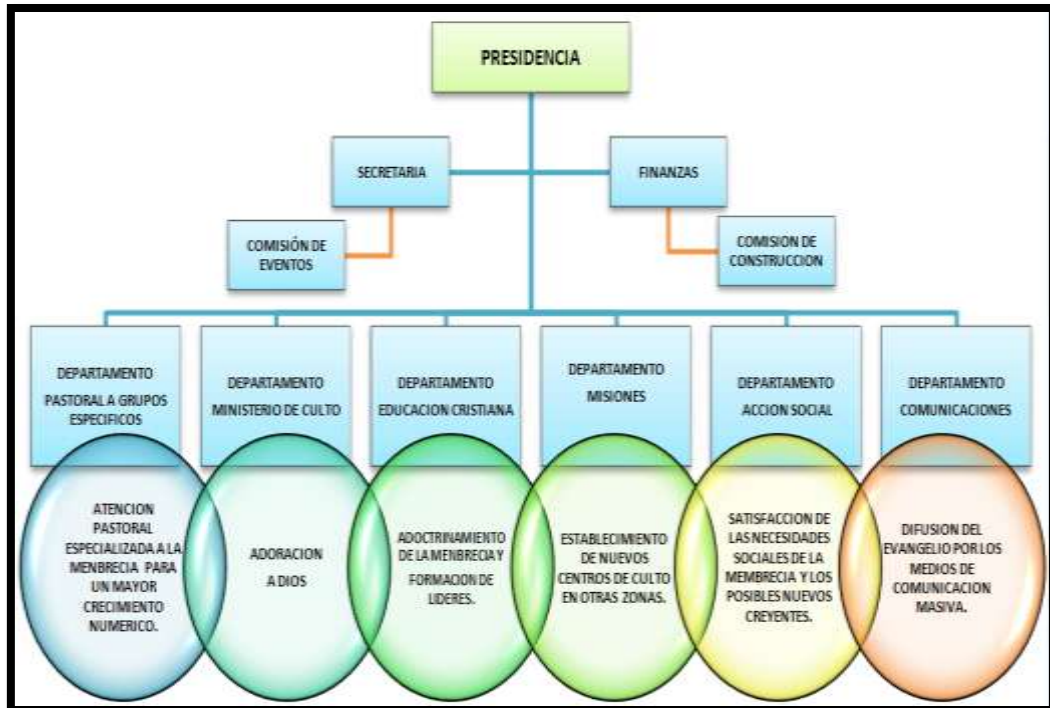 PRESIDENCIA
SECRETARIA
FINANZAS
COMISIÓN DE
EVENTOS
COMISION DE
CONSTRUCCION
DEPARTAMENTO
PASTORAL A GRUPOS
ESPECIFICOS
DEPARTAMENTO
MINISTERIO DE CULTO
DEPARTAMENTO
EDUCACION CRISTIANA
DEPARTAMENTO
MISIONES
DEPARTAMENTO
ACCION SOCIAL
DEPARTAMENTO
COMUNICACIONES
ATENCION
PASTORAL
ESPECIALIZADA A LA
MENBRECIA PARA
UN MAYOR
CRECIMIENTO
NUMERICO.
ADORACION
A DIOS
ADOCTRINAMIENTO
DE LA MENBRECIA Y
FORMACION DE
LIDERES.
ESTABLECIMIENTO
DE NUEVOS
CENTROS DE CULTO
EN OTRAS ZONAS.
SATISFACCION DE
LAS NECESIDADES
SOCIALES DE LA
MEMBRECIA Y LOS
POSIBLES NUEVOS
CREYENTES.
DIFUSION DEL
EVANGELIO POR LOS
MEDIOS DE
COMUNICACION
MASIVA.